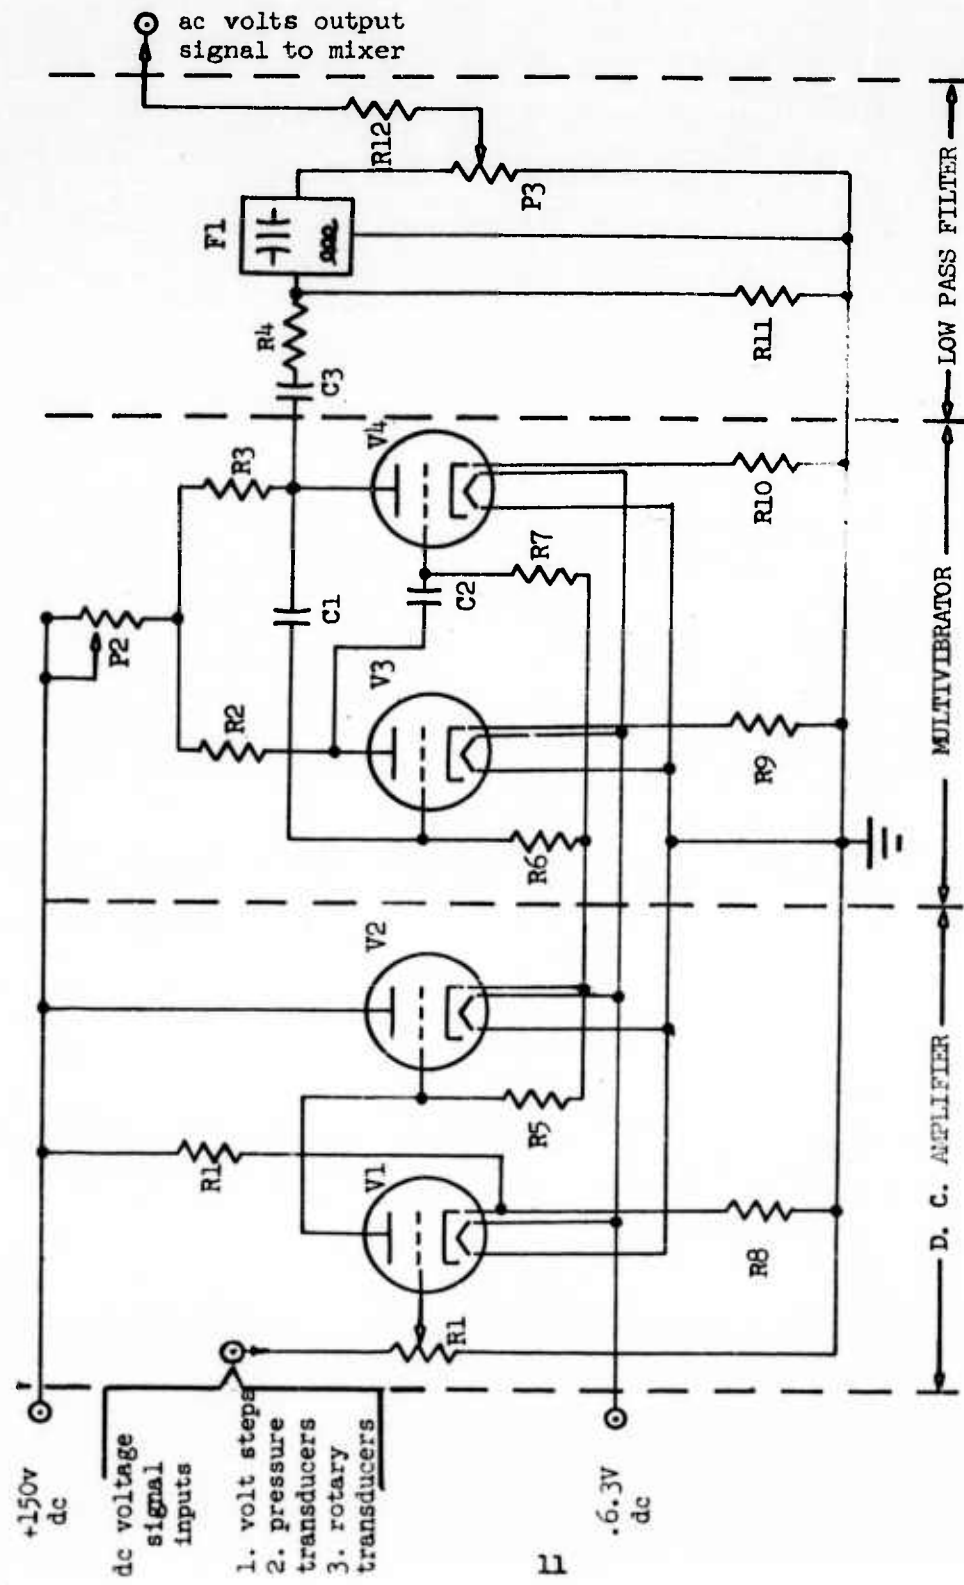 ac volts output
signal to mixer
R12
P3
F1
R4
C3
R11
LOW PASS FILTER
R3
V4
R10
C1
R7
C2
P2
V3
R2
R9
R6
MULTIVIBRATOR
V2
R5
R1
V1
R8
R1
D. C. AMPLIFIER
+150v
dc
dc voltage
signal
inputs
1. volt steps
2. pressure
transducers
3. rotary
transducers
.6.3V
dc
11